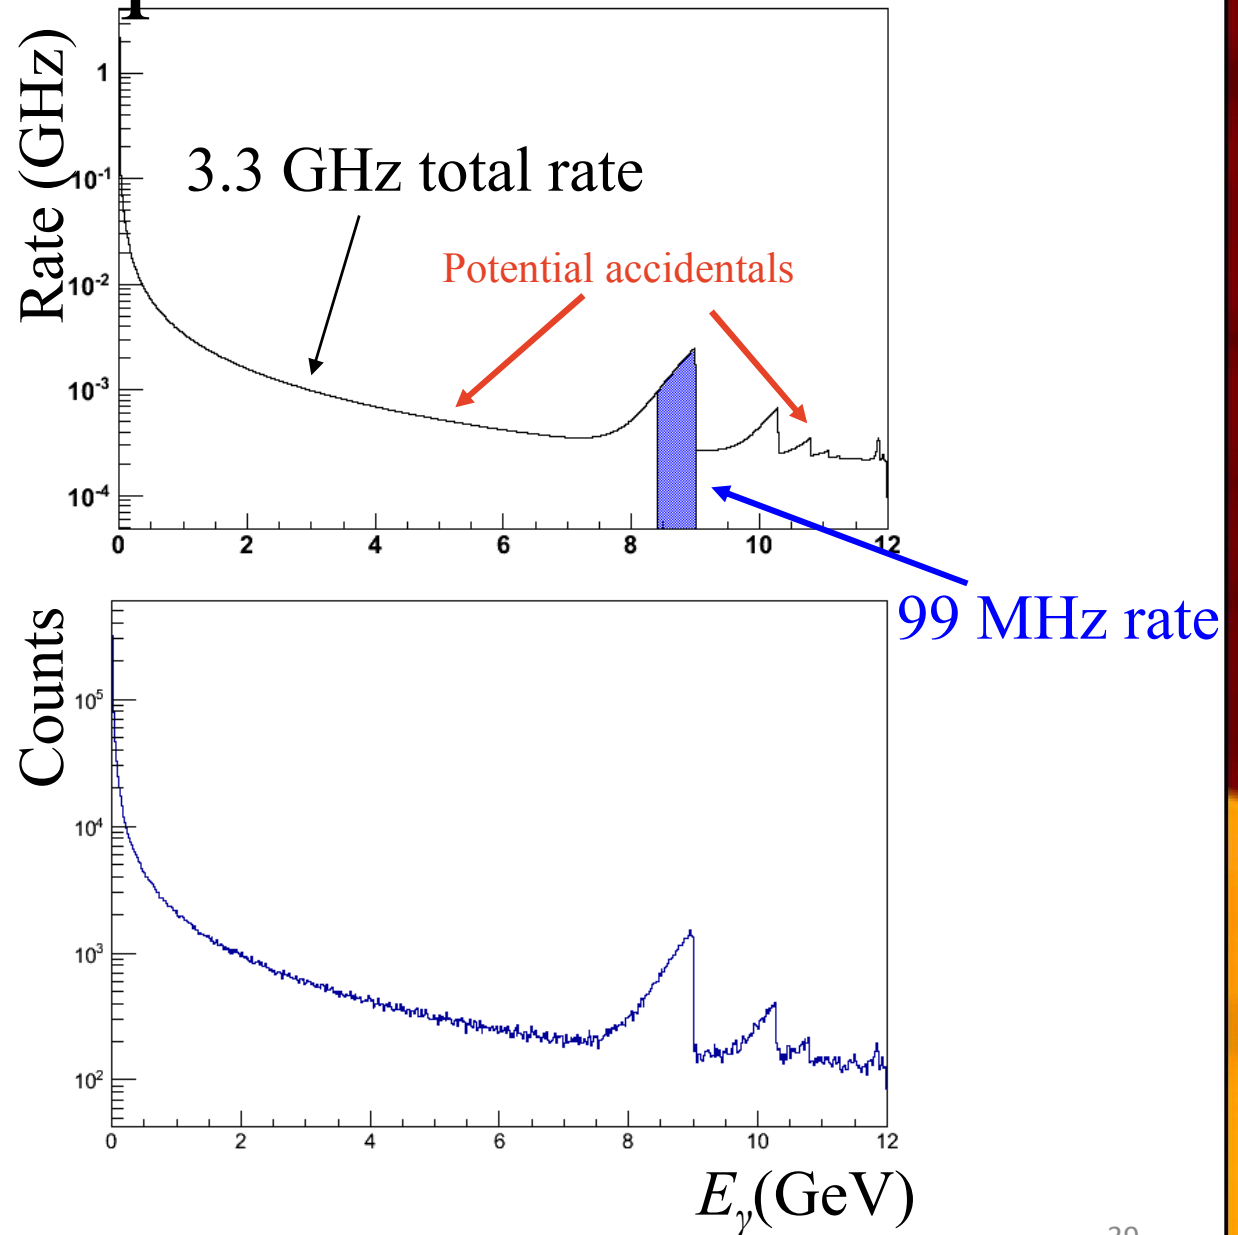 Rate (GHz)
1
10-1
10-2
10-3
10-4
3.3 GHz total rate
Potential accidentals
0 2 4 6 8 10 12
99 MHz rate
Counts
10⁵
10⁴
10³
10²
0 2 4 6 8 10 12
Eγ(GeV)